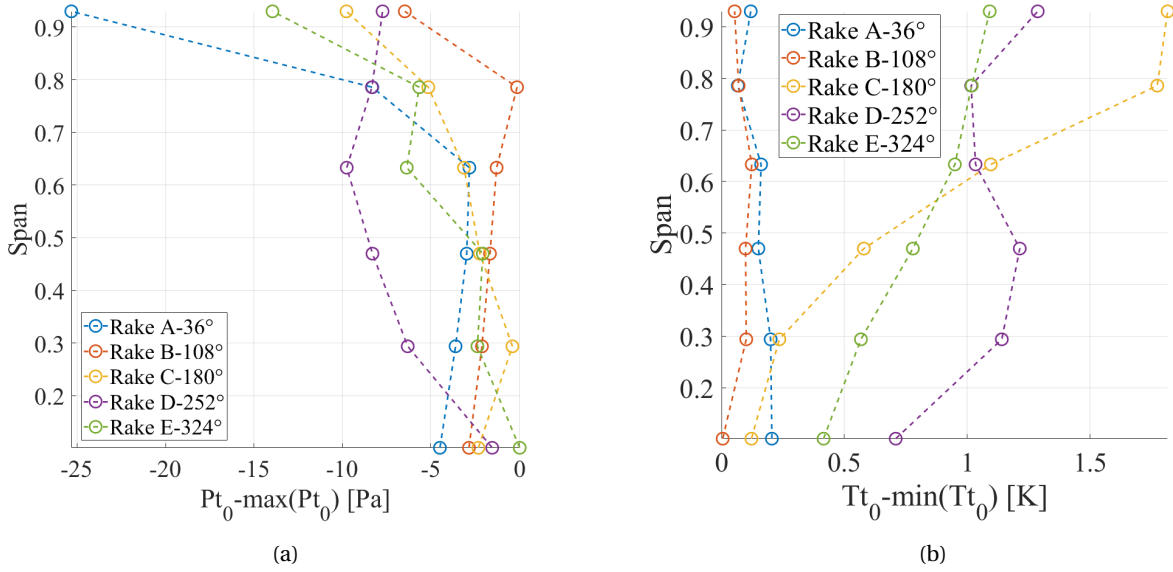 0.9
0.8
0.7
0.6
0.5
0.4
0.3
0.2
Span
Rake A-36°
Rake B-108°
Rake C-180°
Rake D-252°
Rake E-324°
-25 -20 -15 -10 -5 0
Pt0-max(Pt0) [Pa]
(a)
0.9
0.8
0.7
0.6
0.5
0.4
0.3
0.2
Span
Rake A-36°
Rake B-108°
Rake C-180°
Rake D-252°
Rake E-324°
0 0.5 1 1.5
Tt0-min(Tt0) [K]
(b)